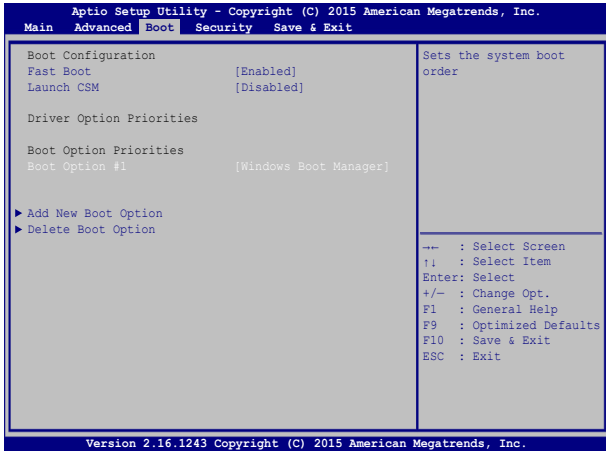 Aptio Setup Utility - Copyright (C) 2015 American Megatrends, Inc.
Main Advanced Boot Security Save & Exit
Boot Configuration
Fast Boot [Enabled]
Launch CSM [Disabled]
Driver Option Priorities
Boot Option Priorities
Boot Option #1 [Windows Boot Manager]
Add New Boot Option
Delete Boot Option
Sets the system boot
order
→← : Select Screen
↑↓ : Select Item
Enter: Select
+/— : Change Opt.
F1 : General Help
F9 : Optimized Defaults
F10 : Save & Exit
ESC : Exit
Version 2.16.1243 Copyright (C) 2015 American Megatrends, Inc.